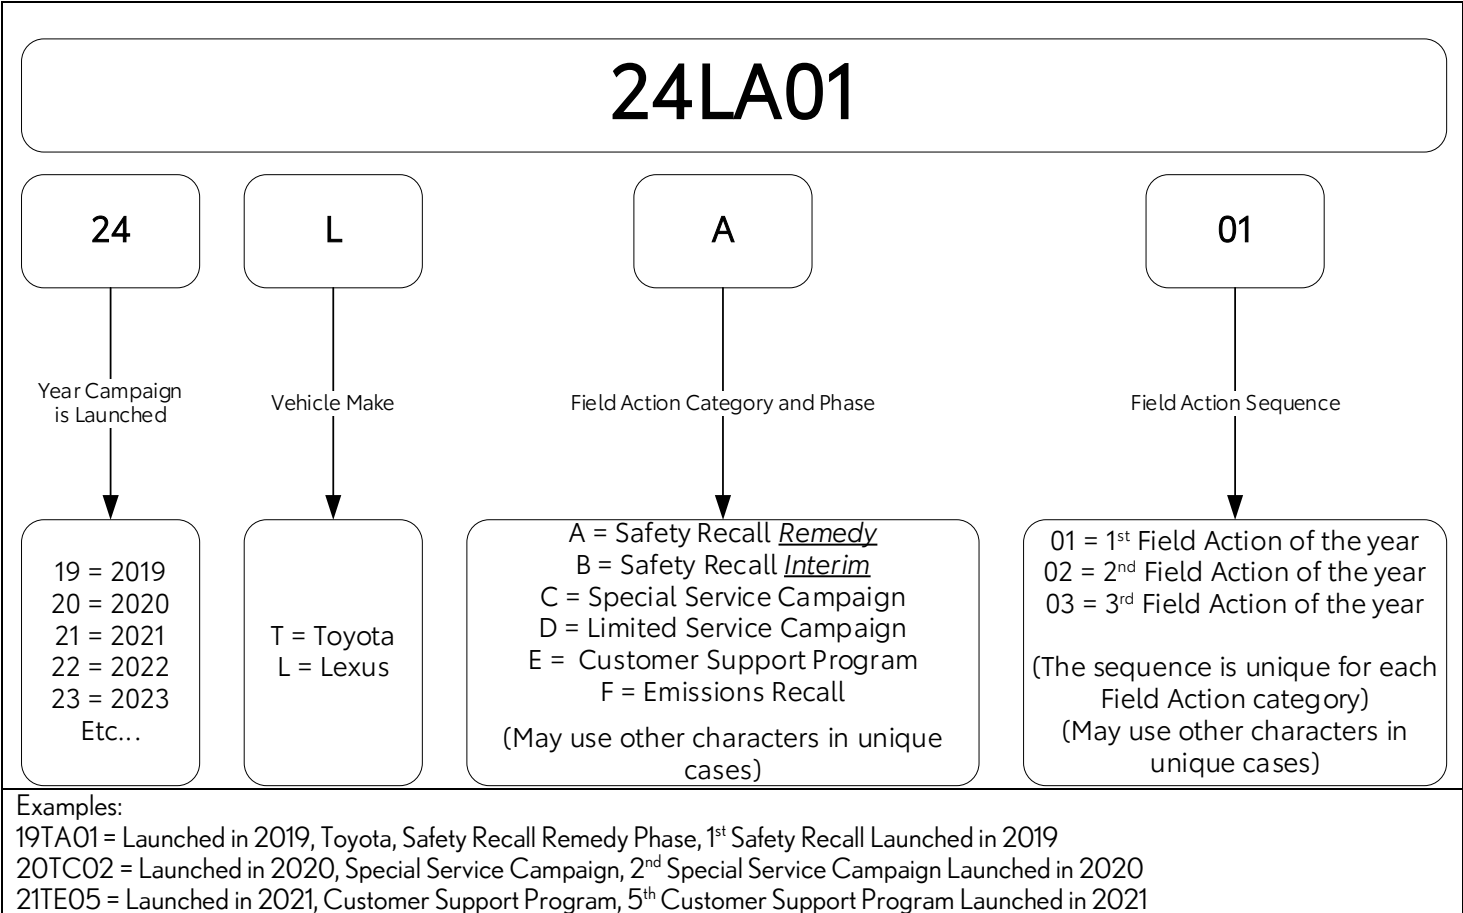 24LA01
24
L
A
01
Year Campaign
is Launched
Vehicle Make
Field Action Category and Phase
Field Action Sequence
19 = 2019
20 = 2020
21 = 2021
22 = 2022
23 = 2023
Etc...
T = Toyota
L = Lexus
A = Safety Recall Remedy
B = Safety Recall Interim
C = Special Service Campaign
D = Limited Service Campaign
E = Customer Support Program
F = Emissions Recall
(May use other characters in unique
cases)
01 = 1st Field Action of the year
02 = 2nd Field Action of the year
03 = 3rd Field Action of the year
(The sequence is unique for each
Field Action category)
(May use other characters in
unique cases)
Examples:
19TA01 = Launched in 2019, Toyota, Safety Recall Remedy Phase, 1st Safety Recall Launched in 2019
20TC02 = Launched in 2020, Special Service Campaign, 2nd Special Service Campaign Launched in 2020
21TE05 = Launched in 2021, Customer Support Program, 5th Customer Support Program Launched in 2021